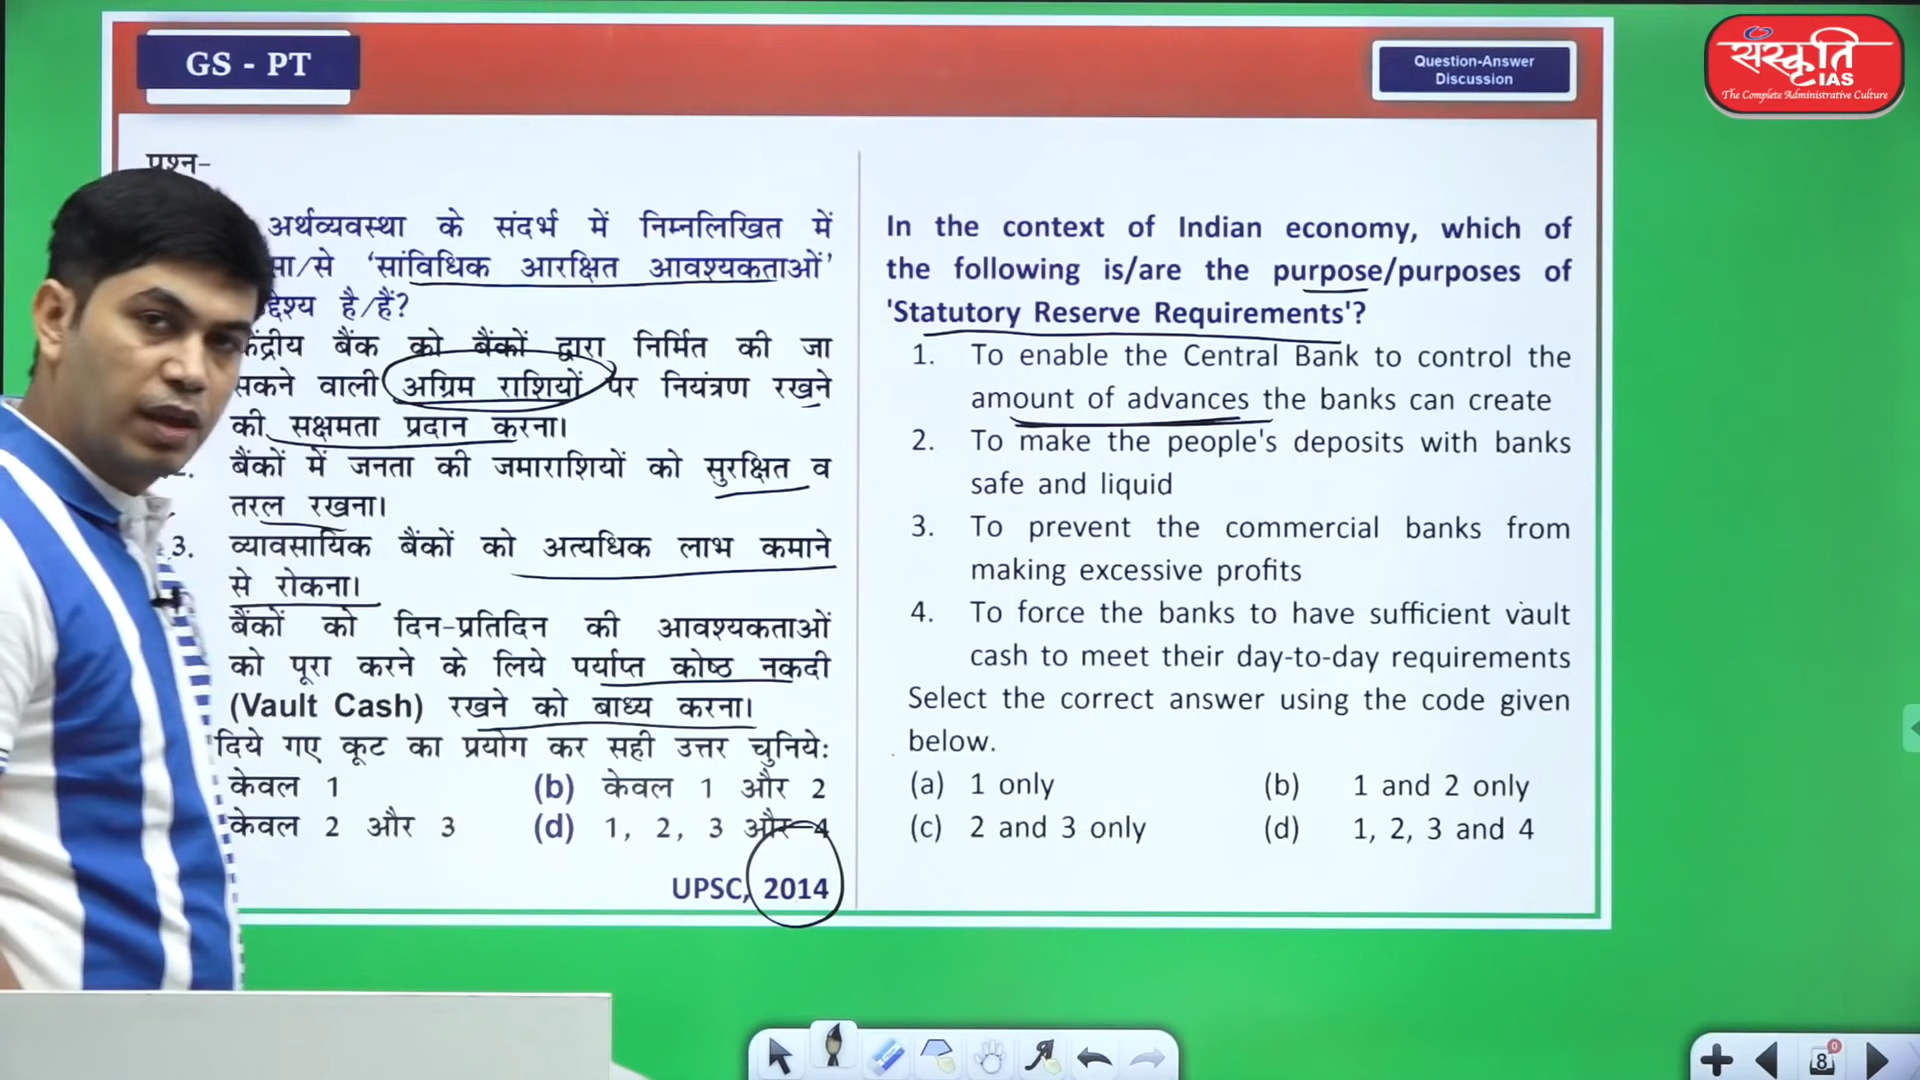 GS - PT
Question-Answer
Discussion
संस्कृति
IAS
The Complete Administrative Culture
प्रश्न-
अर्थव्यवस्था के संदर्भ में निम्नलिखित में
सा/से 'सांविधिक आरक्षित आवश्यकताओं'
है/हैं?
बैंक को बैंकों द्वारा निर्मित की जा
सकने वाली अग्रिम राशियों पर नियंत्रण रखने
की सक्षमता प्रदान करना।
बैंकों में जनता की जमाराशियों को सुरक्षित व
तरल रखना।
3. व्यावसायिक बैंकों को अत्यधिक लाभ कमाने
से रोकना।
बैंकों को दिन-प्रतिदिन की आवश्यकताओं
को पूरा करने के लिये पर्याप्त कोष्ठ नकदी
(Vault Cash) रखने को बाध्य करना।
दिये गए कूट का प्रयोग कर सही उत्तर चुनिये:
केवल 1 (b) केवल 1 और 2
केवल 2 और 3 (d) 1, 2, 3 और 4
UPSC, 2014
In the context of Indian economy, which of
the following is/are the purpose/purposes of
'Statutory Reserve Requirements'?
1. To enable the Central Bank to control the
amount of advances the banks can create
2. To make the people's deposits with banks
safe and liquid
3. To prevent the commercial banks from
making excessive profits
4. To force the banks to have sufficient vault
cash to meet their day-to-day requirements
Select the correct answer using the code given
below.
(a) 1 only (b) 1 and 2 only
(c) 2 and 3 only (d) 1, 2, 3 and 4
8
0